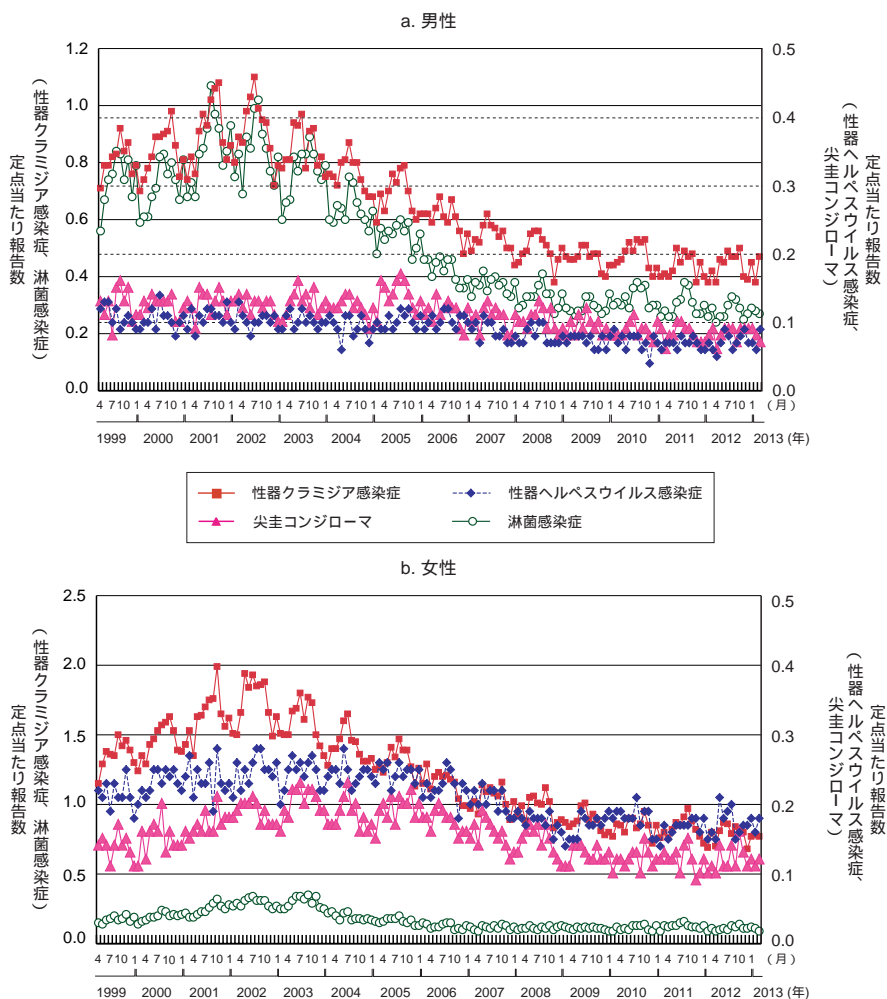 a. 男性
1.2
1.0
0.8
0.6
0.4
0.2
0.0
定点当たり報告数
（性器クラミジア感染症、淋菌感染症）
0.5
0.4
0.3
0.2
0.1
0.0
定点当たり報告数
（性器ヘルペスウイルス感染症、
尖圭コンジローマ）
4 7 10 1 4 7 10 1 4 7 10 1 4 7 10 1 4 7 10 1 4 7 10 1 4 7 10 1 4 7 10 1 4 7 10 1 4 7 10 1 4 7 10 1 4 7 10 1 4 7 10 1 4 7 10 1 （月）
1999 2000 2001 2002 2003 2004 2005 2006 2007 2008 2009 2010 2011 2012 2013 (年)
性器クラミジア感染症 性器ヘルペスウイルス感染症
尖圭コンジローマ 淋菌感染症
b. 女性
2.5
2.0
1.5
1.0
0.5
0.0
定点当たり報告数
（性器クラミジア感染症、淋菌感染症）
0.5
0.4
0.3
0.2
0.1
0.0
定点当たり報告数
（性器ヘルペスウイルス感染症、
尖圭コンジローマ）
4 7 10 1 4 7 10 1 4 7 10 1 4 7 10 1 4 7 10 1 4 7 10 1 4 7 10 1 4 7 10 1 4 7 10 1 4 7 10 1 4 7 10 1 4 7 10 1 4 7 10 1 4 7 10 1 （月）
1999 2000 2001 2002 2003 2004 2005 2006 2007 2008 2009 2010 2011 2012 2013 (年)